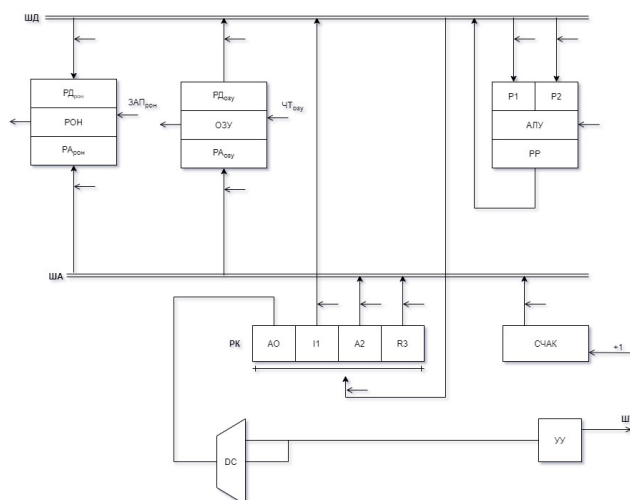 ШД
РДрон
РОН
РАрон
ЗАПрон
РДозу
ОЗУ
РАозу
ЧТозу
Р1 Р2
АЛУ
РР
ША
РК АО I1 А2 R3
СЧАК
+1
DC
УУ